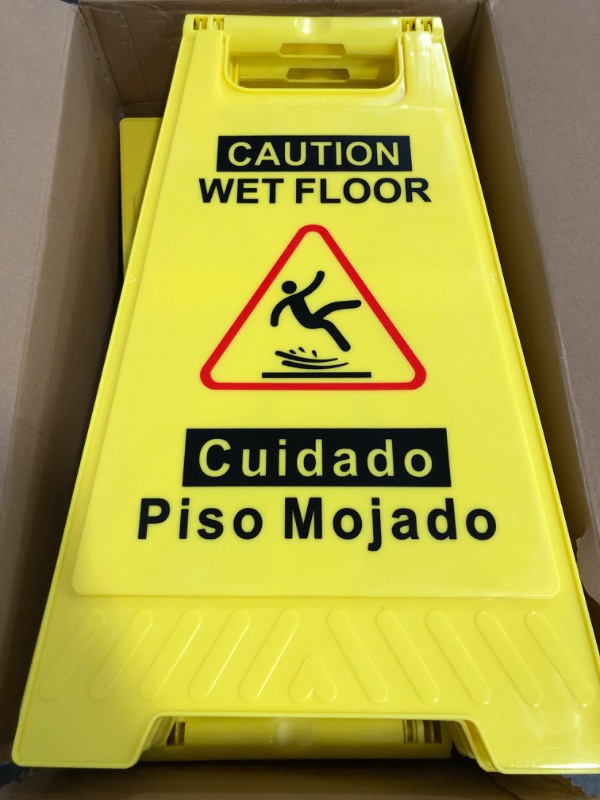 CAUTION
WET FLOOR
Cuidado
Piso Mojado